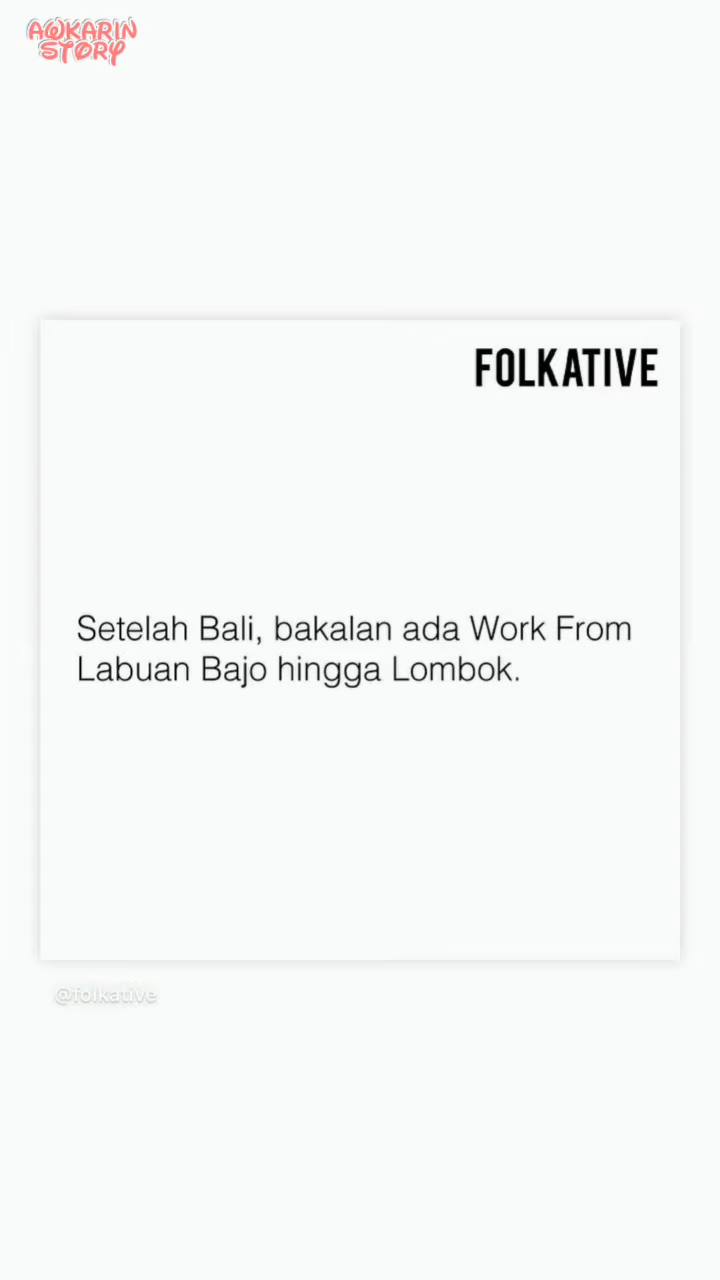 AWKARIN
STORY
FOLKATIVE
Setelah Bali, bakalan ada Work From
Labuan Bajo hingga Lombok.
@folkative